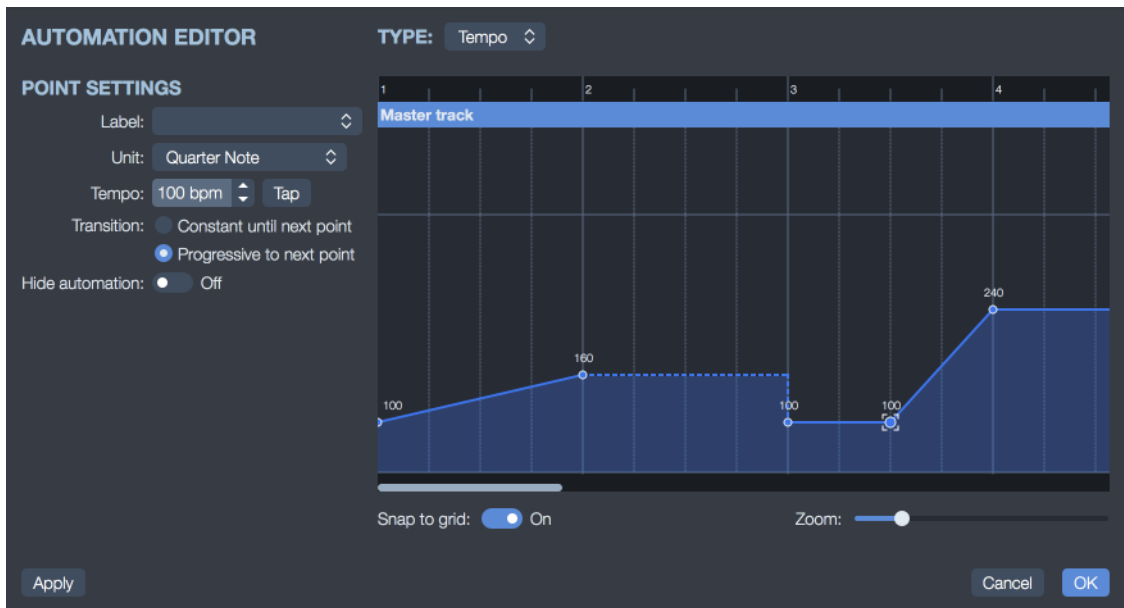 AUTOMATION EDITOR
TYPE: Tempo
POINT SETTINGS
Label:
Unit: Quarter Note
Tempo: 100 bpm Tap
Transition: Constant until next point
Progressive to next point
Hide automation: Off
1 2 3 4
Master track
240
160
100 100 100
Snap to grid: On
Zoom:
Apply
Cancel OK